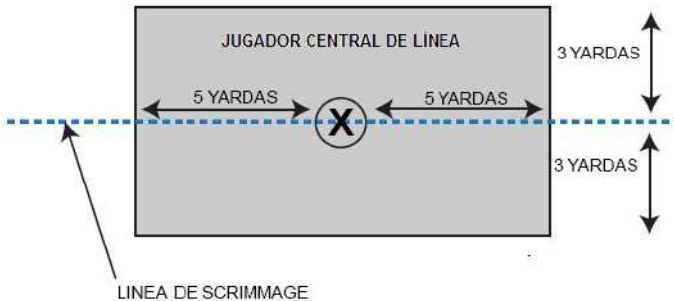 JUGADOR CENTRAL DE LÍNEA
3 YARDAS
5 YARDAS
5 YARDAS
X
3 YARDAS
LINEA DE SCRIMMAGE